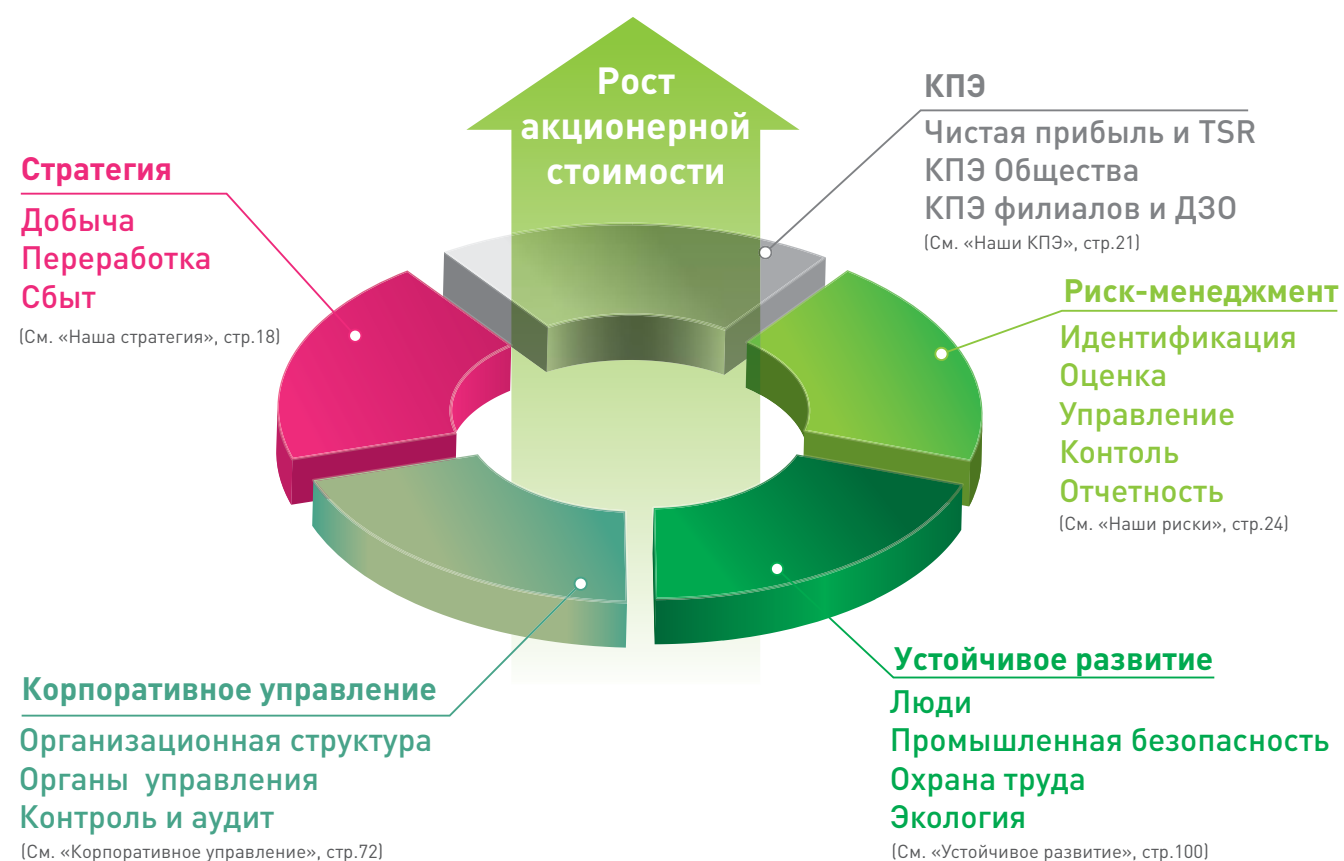 Рост
акционерной
стоимости
КПЭ
Чистая прибыль и TSR
КПЭ Общества
КПЭ филиалов и ДЗО
(См. «Наши КПЭ», стр.21)
Стратегия
Добыча
Переработка
Сбыт
(См. «Наша стратегия», стр.18)
Риск-менеджмент
Идентификация
Оценка
Управление
Контоль
Отчетность
(См. «Наши риски», стр.24)
Корпоративное управление
Организационная структура
Органы управления
Контроль и аудит
(См. «Корпоративное управление», стр.72)
Устойчивое развитие
Люди
Промышленная безопасность
Охрана труда
Экология
(См. «Устойчивое развитие», стр.100)